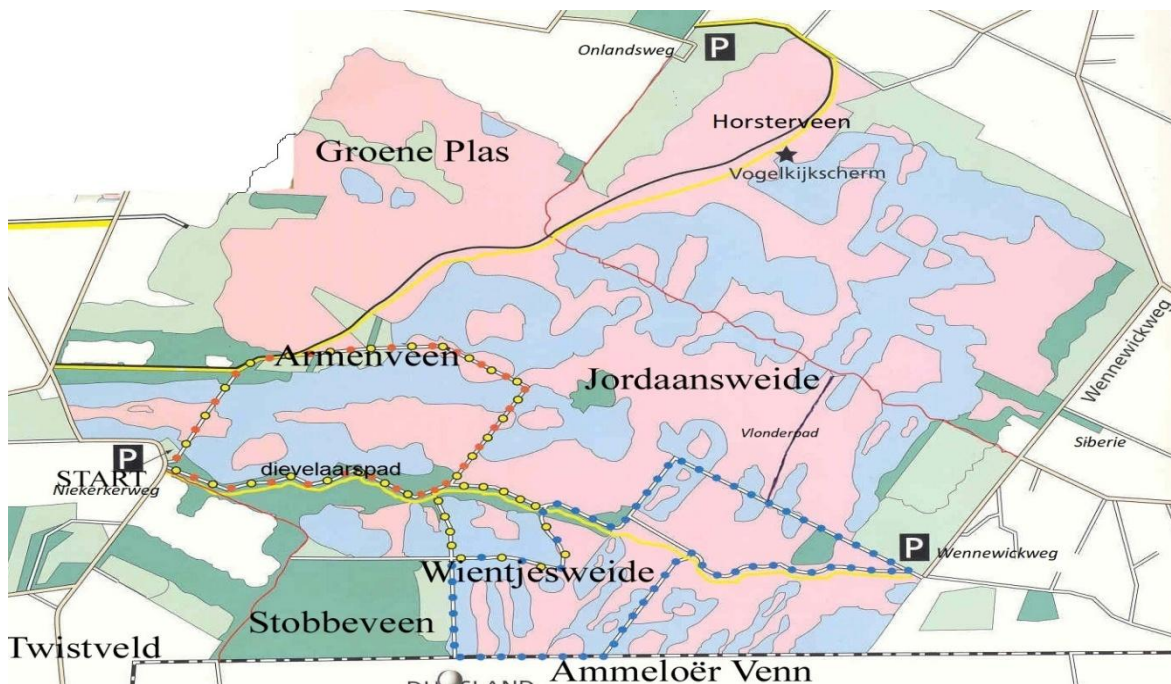 Onlandsweg
P
Horsterveen
Groene Plas
Vogelkijkscherm
Wennewickweg
Armenveen
Jordaansweide
Vlonderpad
Siberie
P
START
dievelaarspad
Niekerkerweg
P
Wennewickweg
Wientjesweide
Stobbeveen
Twistveld
Ammeloër Venn